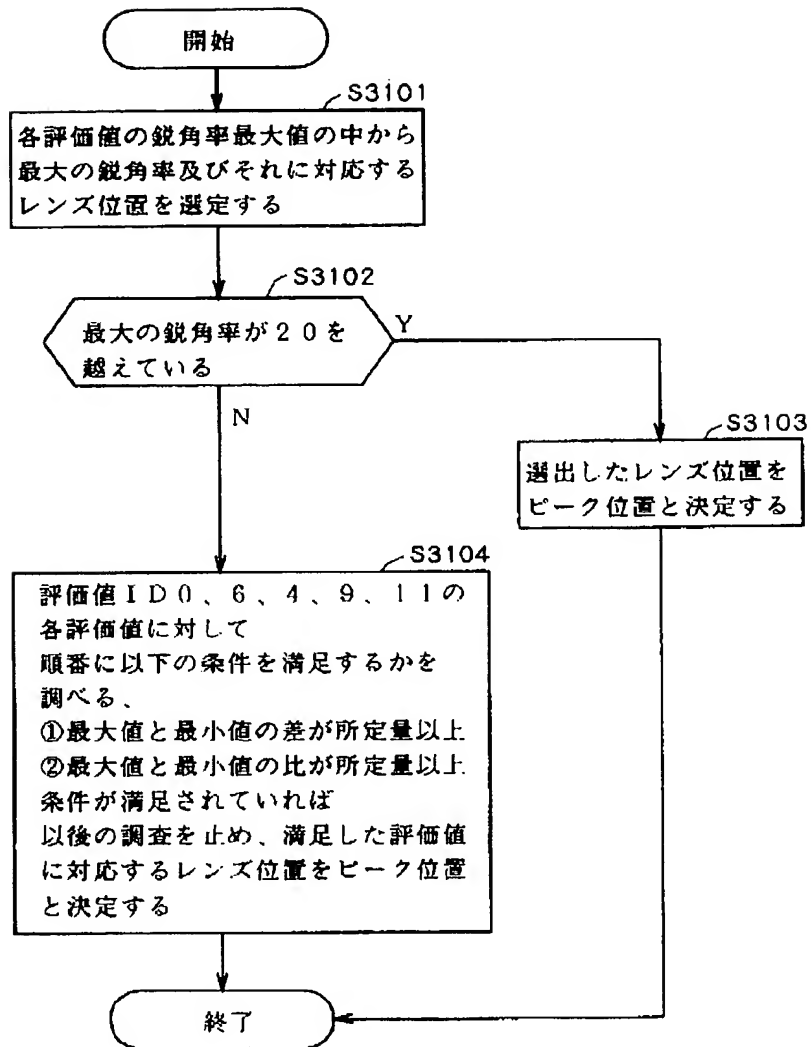 開始
S3101
各評価値の鋭角率最大値の中から
最大の鋭角率及びそれに対応する
レンズ位置を選定する
S3102
最大の鋭角率が20を
越えている
Y
N
S3103
選出したレンズ位置を
ピーク位置と決定する
S3104
評価値ID0、6、4、9、11の
各評価値に対して
順番に以下の条件を満足するかを
調べる、
①最大値と最小値の差が所定量以上
②最大値と最小値の比が所定量以上
条件が満足されていれば
以後の調査を止め、満足した評価値
に対応するレンズ位置をピーク位置
と決定する
終了